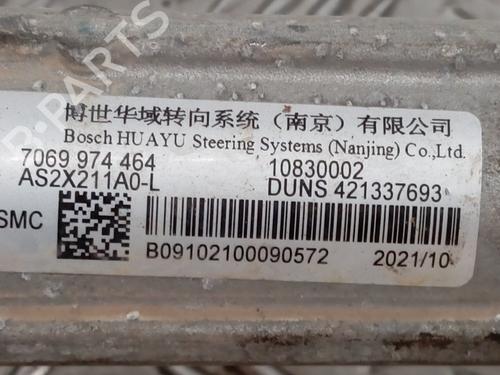 B-PARTS
博世华域转向系统（南京）有限公司
Bosch HUAYU Steering Systems (Nanjing) Co.,Ltd.
7069 974 464 10830002
AS2X211A0-L DUNS 421337693
SMC
B09102100090572 2021/10